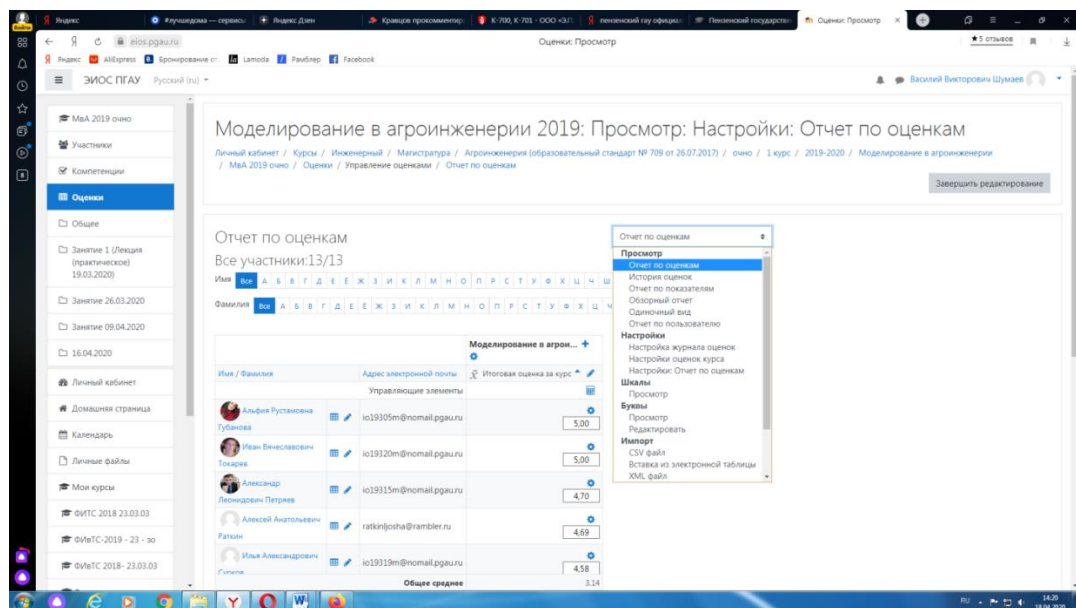 Яндекс
#лучшедома — сервисы
Яндекс Дзен
Кравцов прокомментир
К-700, К-701 - ООО «З.Г.
пензенский гау официал
Пензенский государстве
Оценки: Просмотр
Войти
eios.pgau.ru
Оценки: Просмотр
★ 5 отзывов
Яндекс
AliExpress
Бронирование от
Lamoda
Рамблер
Facebook
ЭИОС ПГАУ
Русский (ru)
Василий Викторович Шумаев
МвА 2019 очно
Участники
Компетенции
Оценки
Общее
Занятие 1 (Лекция
(практическое)
19.03.2020)
Занятие 26.03.2020
Занятие 09.04.2020
16.04.2020
Личный кабинет
Домашняя страница
Календарь
Личные файлы
Мои курсы
ФИТС 2018 23.03.03
ФИвТС-2019 - 23 - зо
ФИвТС 2018- 23.03.03
Моделирование в агроинженерии 2019: Просмотр: Настройки: Отчет по оценкам
Личный кабинет / Курсы / Инженерный / Магистратура / Агроинженерия (образовательный стандарт № 709 от 26.07.2017) / очно / 1 курс / 2019-2020 / Моделирование в агроинженерии
/ МвА 2019 очно / Оценки / Управление оценками / Отчет по оценкам
Завершить редактирование
Отчет по оценкам
Все участники:13/13
Имя Все А Б В Г Д Е Ё Ж З И К Л М Н О П Р С Т У Ф Х Ц Ч Ш
Фамилия Все А Б В Г Д Е Ё Ж З И К Л М Н О П Р С Т У Ф Х Ц Ч
Моделирование в агрои...
Имя / Фамилия
Адрес электронной почты
Итоговая оценка за курс
Управляющие элементы
Альфия Рустамовна
Губанова
io19305m@nomail.pgau.ru
5,00
Иван Вячеславович
Токарев
io19320m@nomail.pgau.ru
5,00
Александр
Леонидович Петряев
io19315m@nomail.pgau.ru
4,70
Алексей Анатольевич
Раткин
ratkinljosha@rambler.ru
4,69
Илья Александрович
io19319m@nomail.pgau.ru
4,58
Общее среднее
3,14
Отчет по оценкам
Просмотр
Отчет по оценкам
История оценок
Отчет по показателям
Обзорный отчет
Одиночный вид
Отчет по пользователю
Настройки
Настройка журнала оценок
Настройки оценок курса
Настройки: Отчет по оценкам
Шкалы
Просмотр
Буквы
Просмотр
Редактировать
Импорт
CSV файл
Вставка из электронной таблицы
XML файл
RU
14:20
18.04.2020